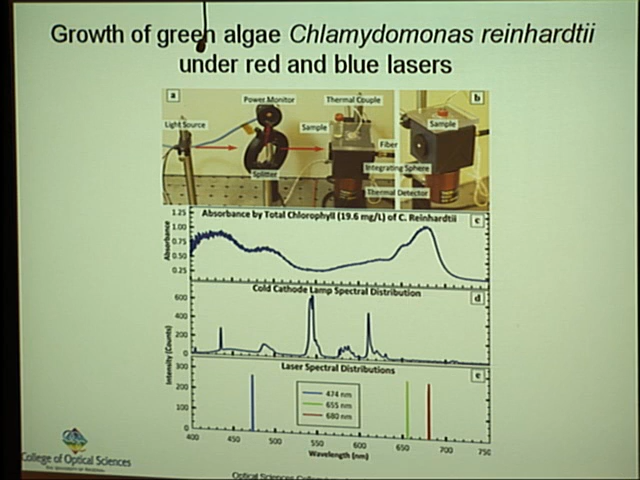 Growth of green algae Chlamydomonas reinhardtii
under red and blue lasers
a
Power Monitor
Thermal Couple
b
Light Source
Sample
Sample
Fiber
Integrating Sphere
Splitter
Thermal Detector
Absorbance by Total Chlorophyll (19.6 mg/L) of C. Reinhardtii
c
Absorbance
1.25
1.00
0.75
0.50
0.25
Cold Cathode Lamp Spectral Distribution
d
600
400
200
0
Intensity (Counts)
Laser Spectral Distributions
e
300
200
100
0
474 nm
655 nm
680 nm
400 450 500 550 600 650 700 750
Wavelength (nm)
College of Optical Sciences
THE UNIVERSITY OF ARIZONA
Optical Sciences